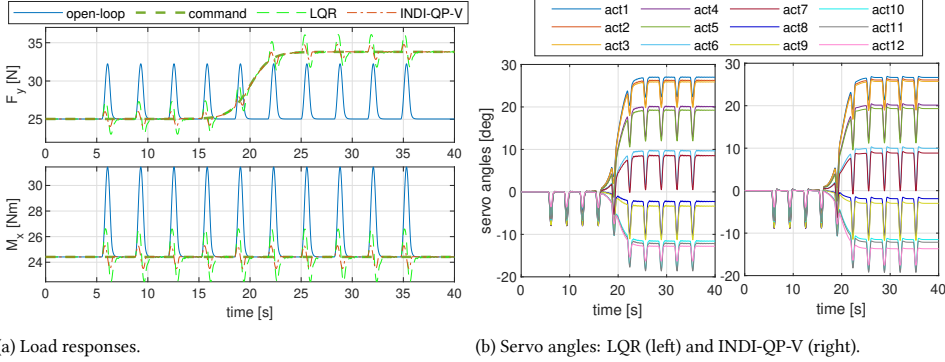 open-loop command LQR INDI-QP-V
F_y [N]
35
30
25
0 5 10 15 20 25 30 35 40
M_x [Nm]
30
28
26
24
0 5 10 15 20 25 30 35 40
time [s]
(a) Load responses.
act1 act4 act7 act10
act2 act5 act8 act11
act3 act6 act9 act12
servo angles [deg]
30 30
20 20
10 10
0 0
-10 -10
-20 -20
0 10 20 30 40 0 10 20 30 40
time [s] time [s]
(b) Servo angles: LQR (left) and INDI-QP-V (right).